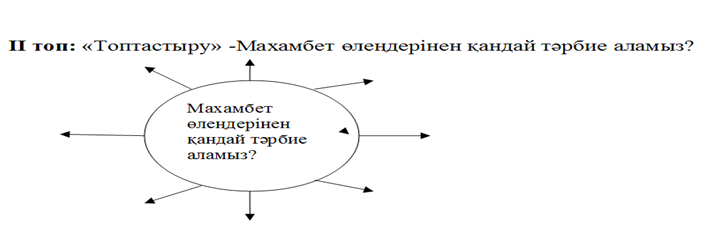 II топ: «Топтастыру» -Махамбет өлеңдерінен қандай тәрбие аламыз?
Махамбет
өлеңдерінен
қандай тәрбие
аламыз?